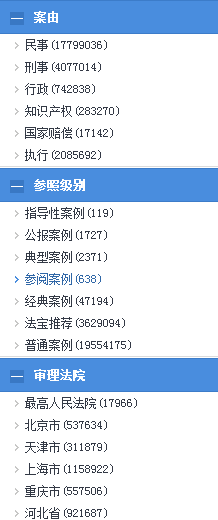 案由
民事(17799036)
刑事(4077014)
行政(742838)
知识产权(283270)
国家赔偿(17142)
执行(2085692)
参照级别
指导性案例(119)
公报案例(1727)
典型案例(2371)
参阅案例(638)
经典案例(47194)
法宝推荐(3629094)
普通案例(19554175)
审理法院
最高人民法院(17966)
北京市(537634)
天津市(311879)
上海市(1158922)
重庆市(557506)
河北省(921687)